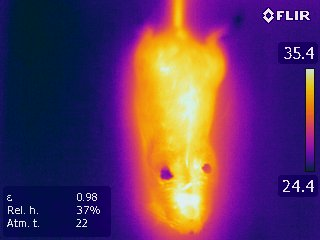 FLIR
35.4
24.4
ε 0.98
Rel. h. 37%
Atm. t. 22